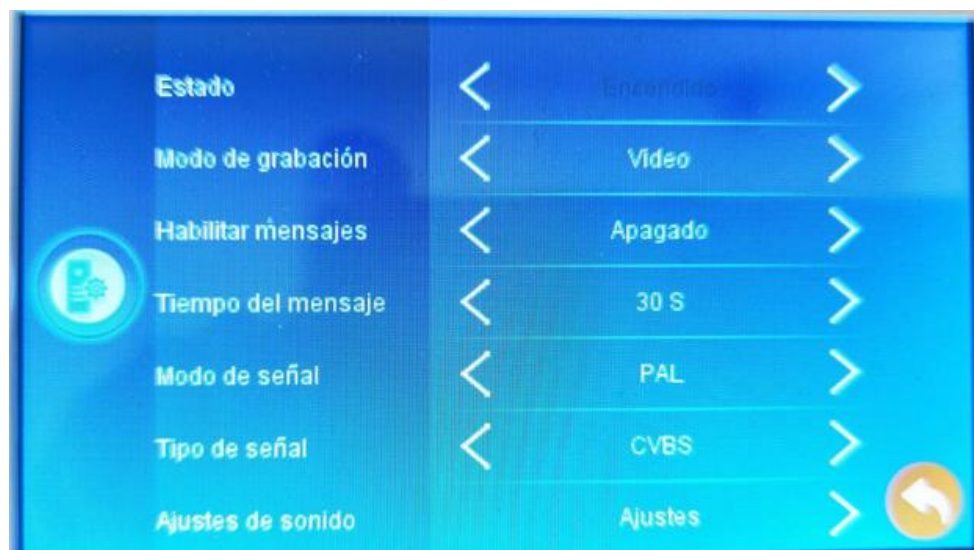 Estado Encendido
Modo de grabación Video
Habilitar mensajes Apagado
Tiempo del mensaje 30 S
Modo de señal PAL
Tipo de señal CVBS
Ajustes de sonido Ajustes